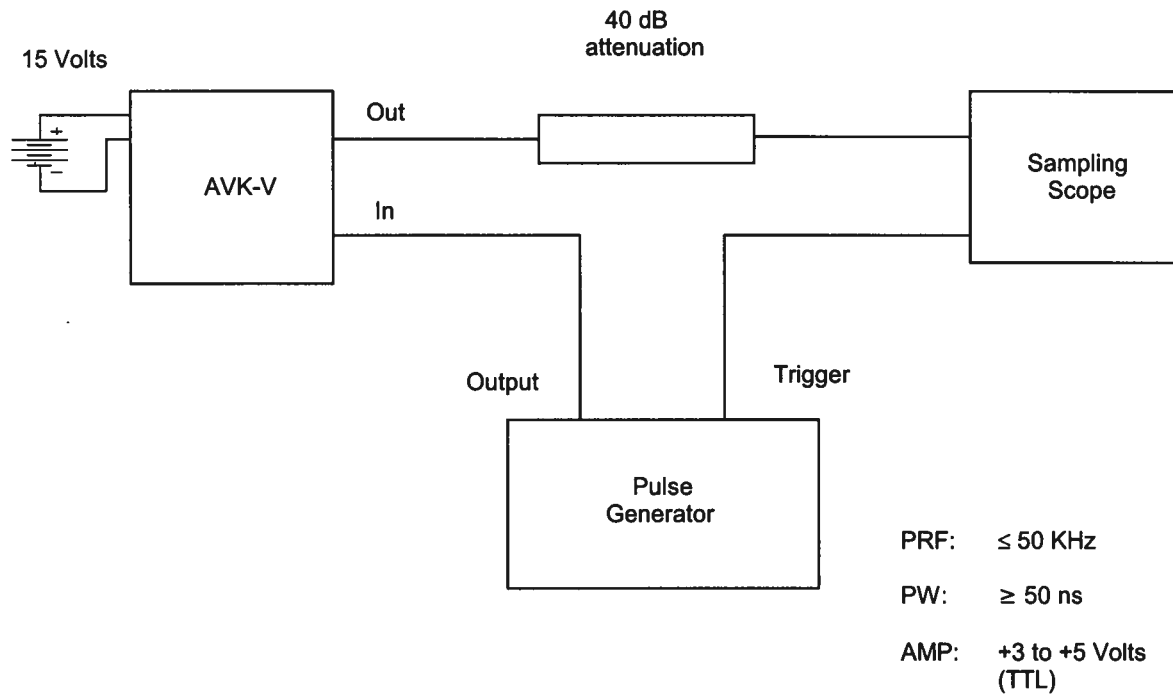 40 dB
attenuation
15 Volts
+
−
AVK-V
Out
In
Sampling
Scope
Output
Trigger
Pulse
Generator
PRF: ≤ 50 KHz
PW: ≥ 50 ns
AMP: +3 to +5 Volts
(TTL)